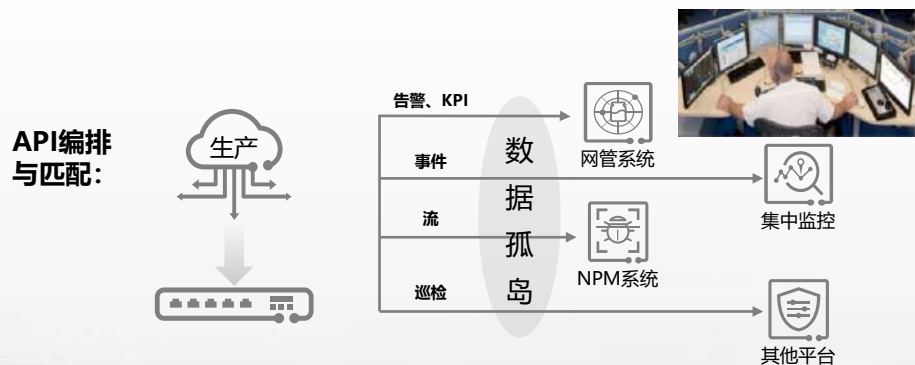 API编排
与匹配：
生产
告警、KPI
事件
流
巡检
数
据
孤
岛
网管系统
集中监控
NPM系统
其他平台